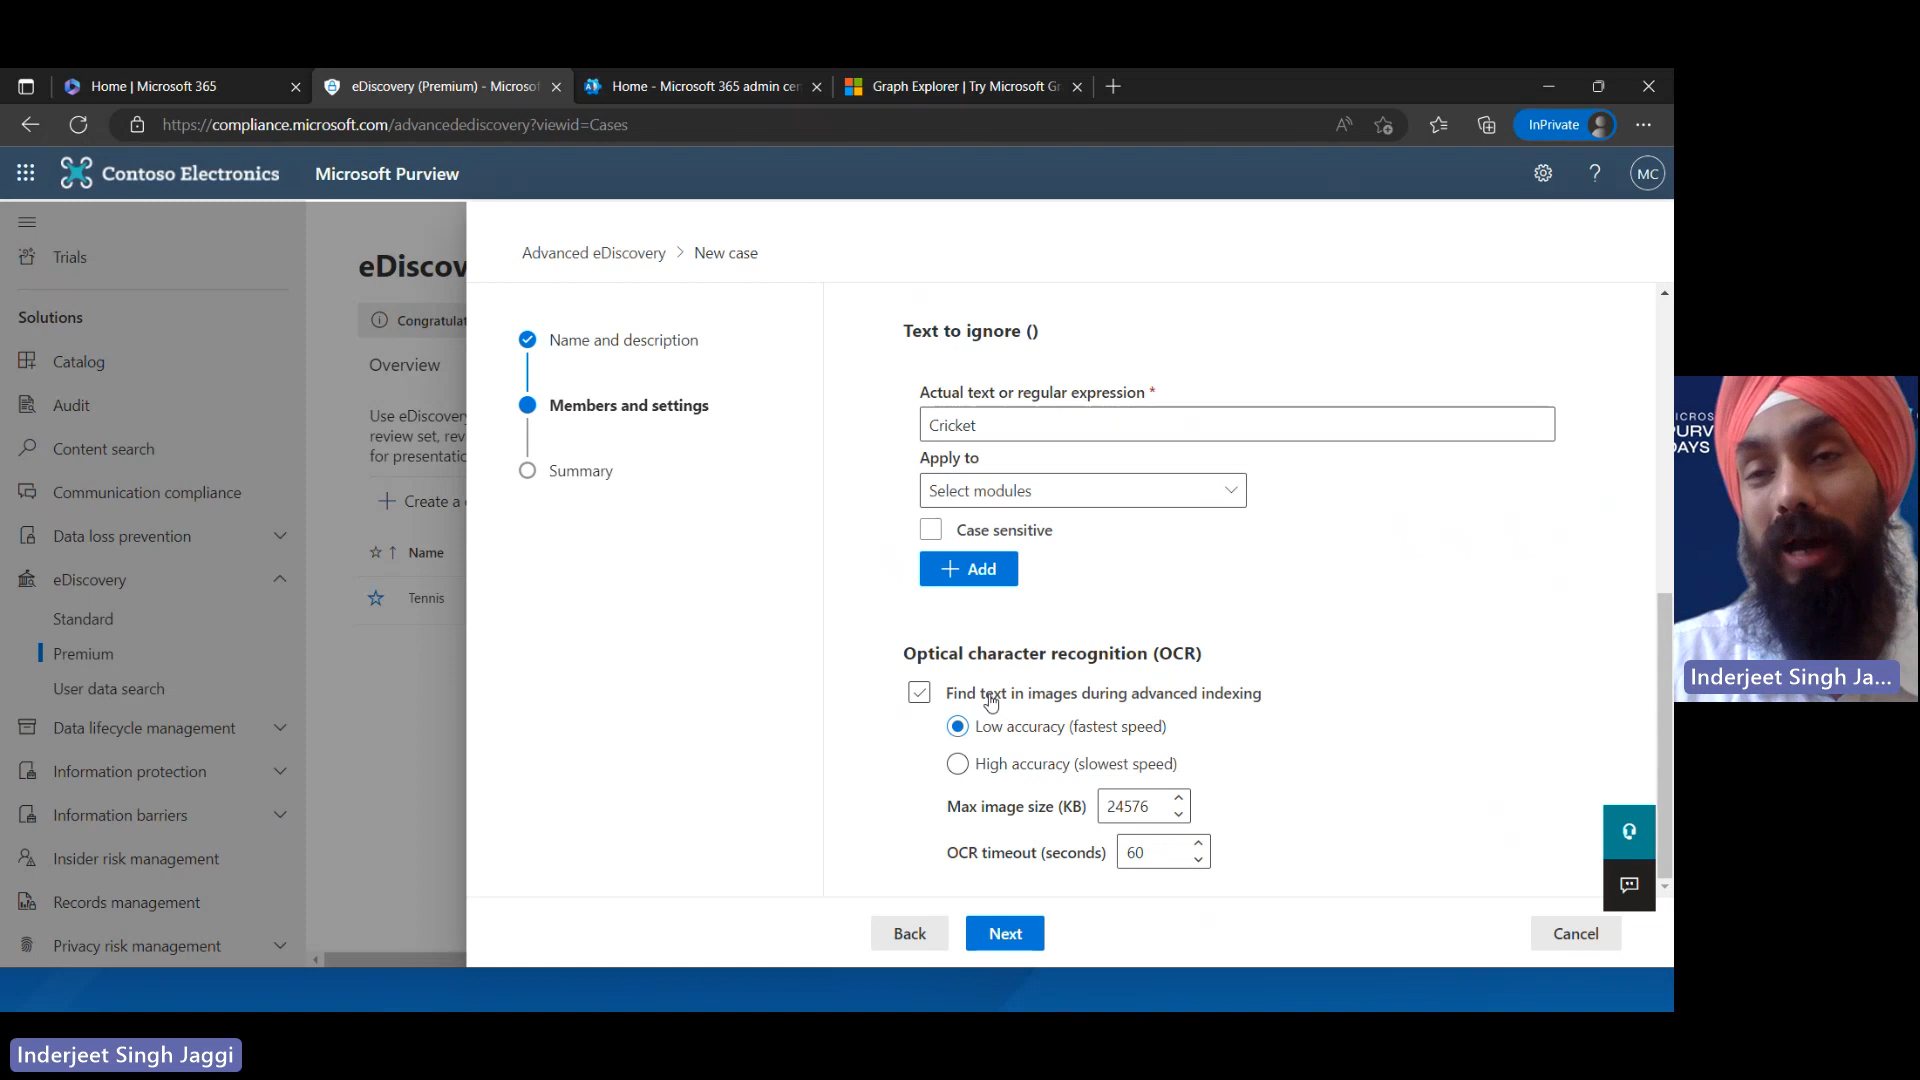 Home | Microsoft 365
eDiscovery (Premium) - Microsof
Home - Microsoft 365 admin cen
Graph Explorer | Try Microsoft Gr
https://compliance.microsoft.com/advancedediscovery?viewid=Cases
InPrivate
Contoso Electronics
Microsoft Purview
MC
Trials
Solutions
Catalog
Audit
Content search
Communication compliance
Data loss prevention
eDiscovery
Standard
Premium
User data search
Data lifecycle management
Information protection
Information barriers
Insider risk management
Records management
Privacy risk management
eDiscov
Congratulat
Overview
Use eDiscovery
review set, rev
for presentatic
Create a
Name
Tennis
Advanced eDiscovery > New case
Name and description
Members and settings
Summary
Text to ignore ()
Actual text or regular expression *
Cricket
Apply to
Select modules
Case sensitive
Add
Optical character recognition (OCR)
Find text in images during advanced indexing
Low accuracy (fastest speed)
High accuracy (slowest speed)
Max image size (KB) 24576
OCR timeout (seconds) 60
Back
Next
Cancel
ICROS
URV
AYS
Inderjeet Singh Ja...
Inderjeet Singh Jaggi